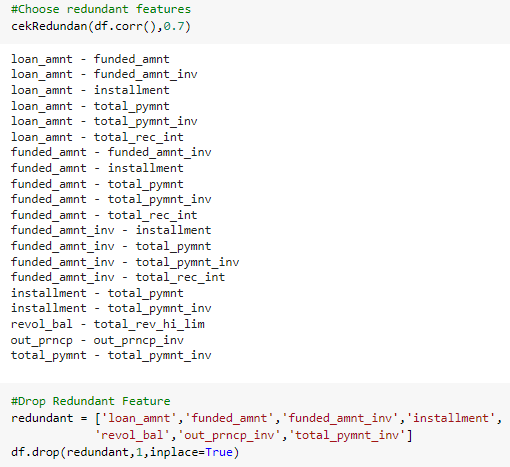 #Choose redundant features
cekRedundan(df.corr(),0.7)
loan_amnt - funded_amnt
loan_amnt - funded_amnt_inv
loan_amnt - installment
loan_amnt - total_pymnt
loan_amnt - total_pymnt_inv
loan_amnt - total_rec_int
funded_amnt - funded_amnt_inv
funded_amnt - installment
funded_amnt - total_pymnt
funded_amnt - total_pymnt_inv
funded_amnt - total_rec_int
funded_amnt_inv - installment
funded_amnt_inv - total_pymnt
funded_amnt_inv - total_pymnt_inv
funded_amnt_inv - total_rec_int
installment - total_pymnt
installment - total_pymnt_inv
revol_bal - total_rev_hi_lim
out_prncp - out_prncp_inv
total_pymnt - total_pymnt_inv
#Drop Redundant Feature
redundant = ['loan_amnt','funded_amnt','funded_amnt_inv','installment',
'revol_bal','out_prncp_inv','total_pymnt_inv']
df.drop(redundant,1,inplace=True)